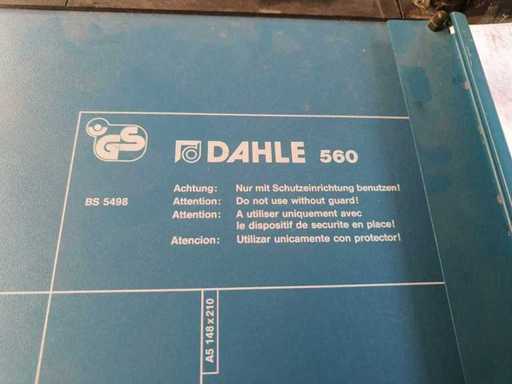 GS
DAHLE 560
BS 5498
Achtung: Nur mit Schutzeinrichtung benutzen!
Attention: Do not use without guard!
Attention: A utiliser uniquement avec
le dispositif de securite en place!
Atencion: Utilizar unicamente con protector!
A5 148 x 210